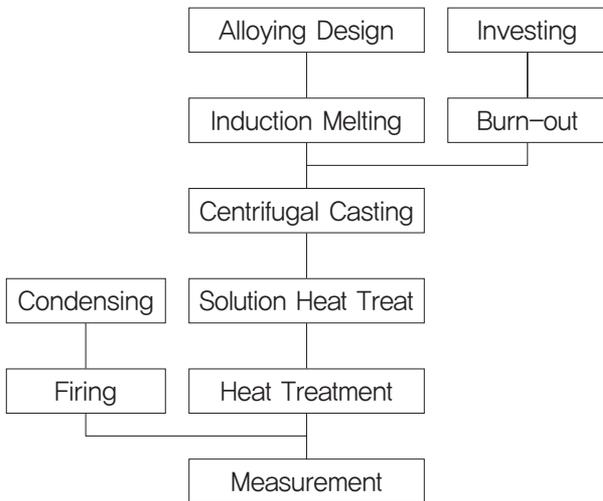 Alloying Design
Investing
Induction Melting
Burn-out
Centrifugal Casting
Condensing
Solution Heat Treat
Firing
Heat Treatment
Measurement